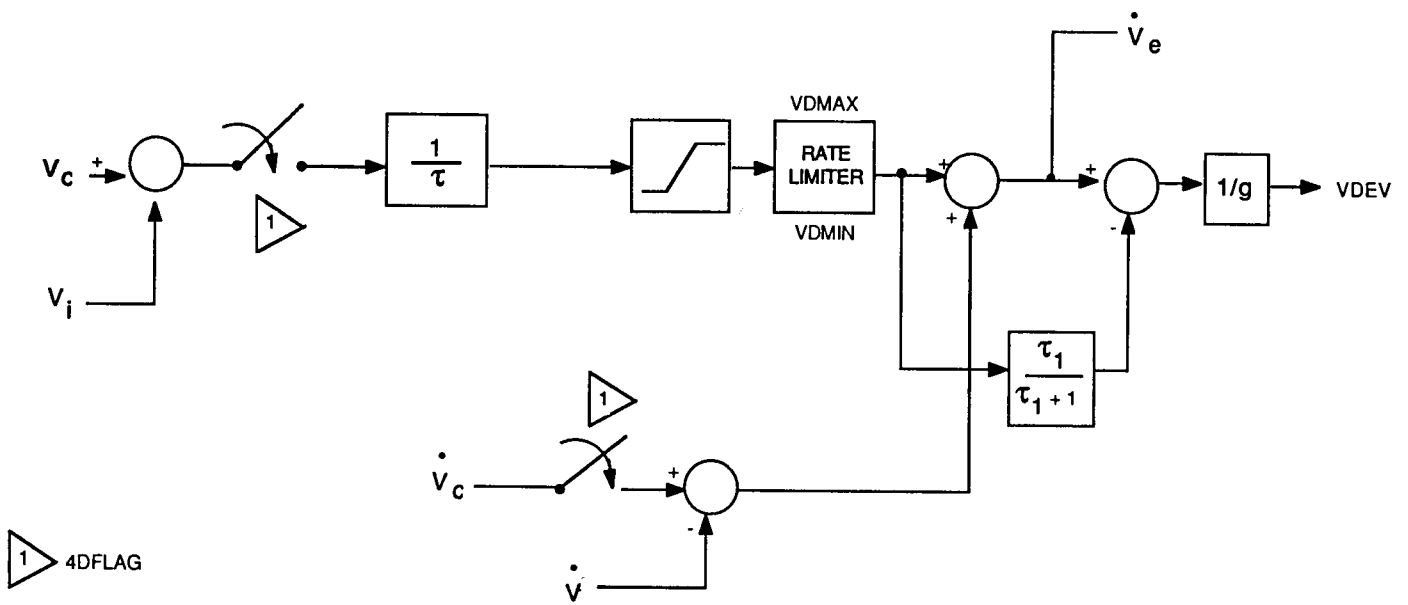 V̇e
VDMAX
Vc
+
1
τ
RATE
LIMITER
+
+
1/g
VDEV
1
VDMIN
+
-
Vi
τ1
τ1 + 1
1
V̇c
+
-
1 4DFLAG
V̇